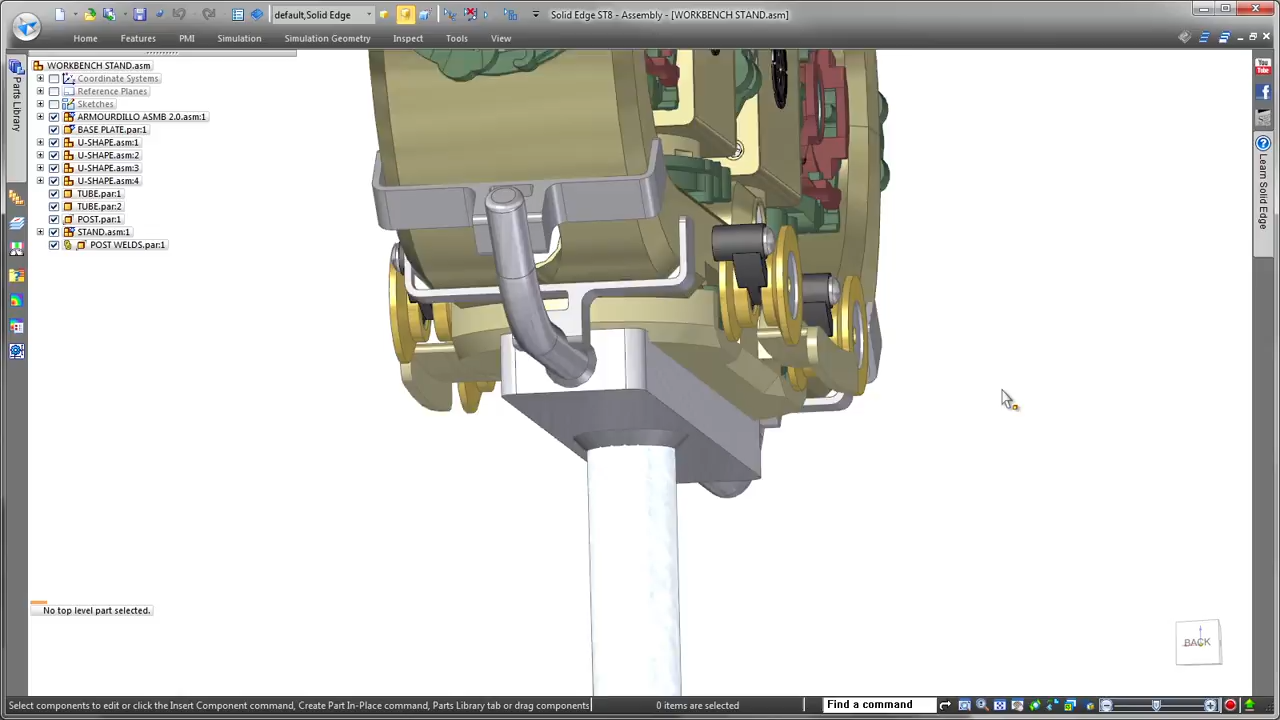 default,Solid Edge
Solid Edge ST8 - Assembly - [WORKBENCH STAND.asm]
Home Features PMI Simulation Simulation Geometry Inspect Tools View
WORKBENCH STAND.asm
Coordinate Systems
Reference Planes
Sketches
ARMOURDILLO ASMB 2.0.asm:1
BASE PLATE.par:1
U-SHAPE.asm:1
U-SHAPE.asm:2
U-SHAPE.asm:3
U-SHAPE.asm:4
TUBE.par:1
TUBE.par:2
POST.par:1
STAND.asm:1
POST WELDS.par:1
Parts Library
You Tube
Learn Solid Edge
No top level part selected.
BACK
Select components to edit or click the Insert Component command, Create Part In-Place command, Parts Library tab or drag components
0 items are selected
Find a command